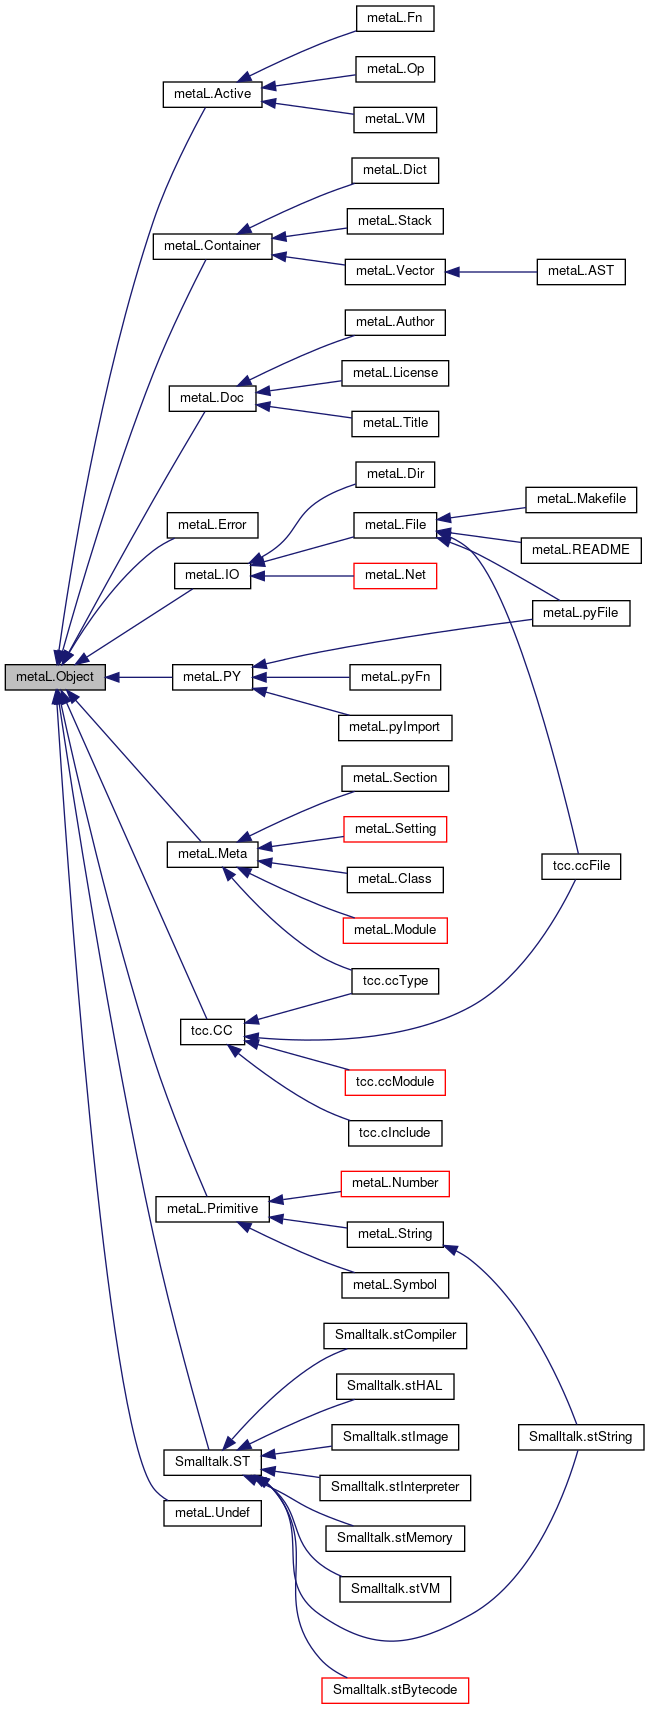 metaL.Fn
metaL.Op
metaL.Active
metaL.VM
metaL.Dict
metaL.Stack
metaL.Container
metaL.Vector
metaL.AST
metaL.Author
metaL.License
metaL.Doc
metaL.Title
metaL.Dir
metaL.Makefile
metaL.Error
metaL.File
metaL.README
metaL.IO
metaL.Net
metaL.pyFile
metaL.Object
metaL.PY
metaL.pyFn
metaL.pyImport
metaL.Section
metaL.Setting
metaL.Meta
tcc.ccFile
metaL.Class
metaL.Module
tcc.ccType
tcc.CC
tcc.ccModule
tcc.cInclude
metaL.Number
metaL.Primitive
metaL.String
metaL.Symbol
Smalltalk.stCompiler
Smalltalk.stHAL
Smalltalk.stImage
Smalltalk.stString
Smalltalk.ST
Smalltalk.stInterpreter
metaL.Undef
Smalltalk.stMemory
Smalltalk.stVM
Smalltalk.stBytecode